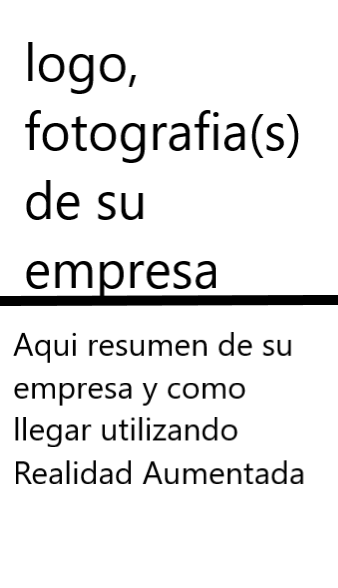 logo,
fotografia(s)
de su
empresa
Aqui resumen de su
empresa y como
llegar utilizando
Realidad Aumentada